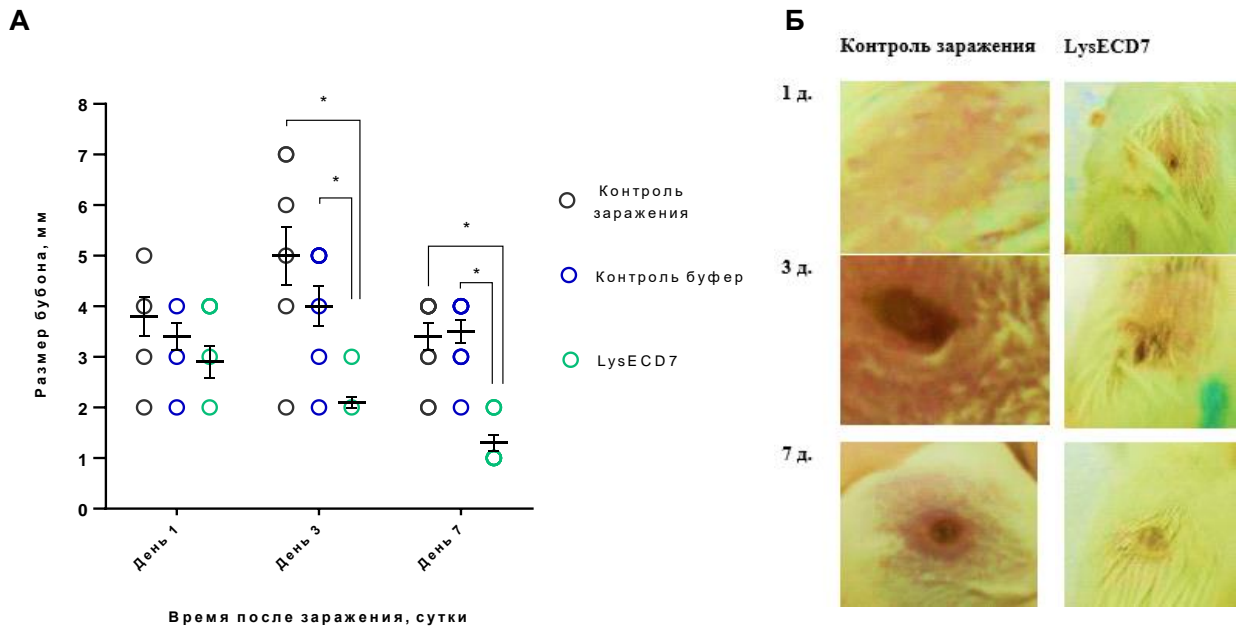 А
Б
Контроль заражения
LysECD7
8
7
6
5
4
3
2
1
0
Размер бубона, мм
*
*
*
*
День 1
День 3
День 7
Время после заражения, сутки
Контроль
заражения
Контроль буфер
LysECD7
1 д.
3 д.
7 д.